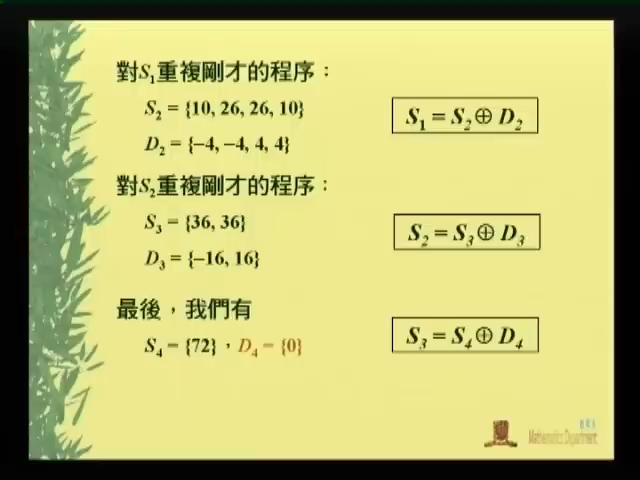 對S₁重複剛才的程序：
S₂ = {10, 26, 26, 10}
S₁ = S₂ ⊕ D₂
D₂ = {–4, –4, 4, 4}
對S₂重複剛才的程序：
S₃ = {36, 36}
S₂ = S₃ ⊕ D₃
D₃ = {–16, 16}
最後，我們有
S₃ = S₄ ⊕ D₄
S₄ = {72}，D₄ = {0}
Mathematics Department